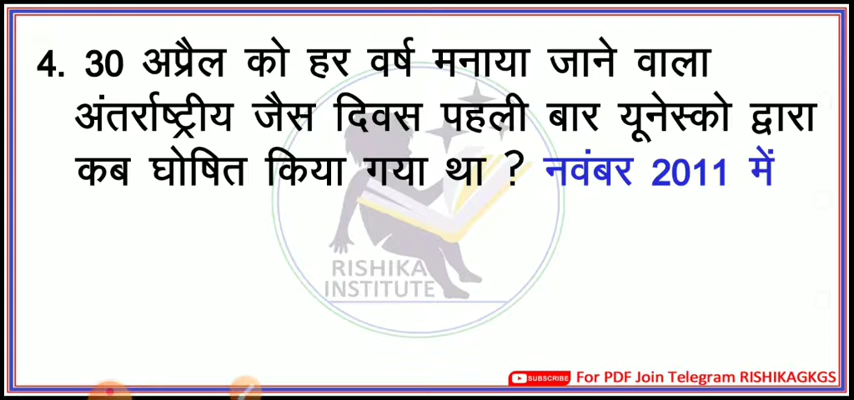 4. 30 अप्रैल को हर वर्ष मनाया जाने वाला
अंतर्राष्ट्रीय जैस दिवस पहली बार यूनेस्को द्वारा
कब घोषित किया गया था ? नवंबर 2011 में
RISHIKA
INSTITUTE
SUBSCRIBE For PDF Join Telegram RISHIKAGKGS